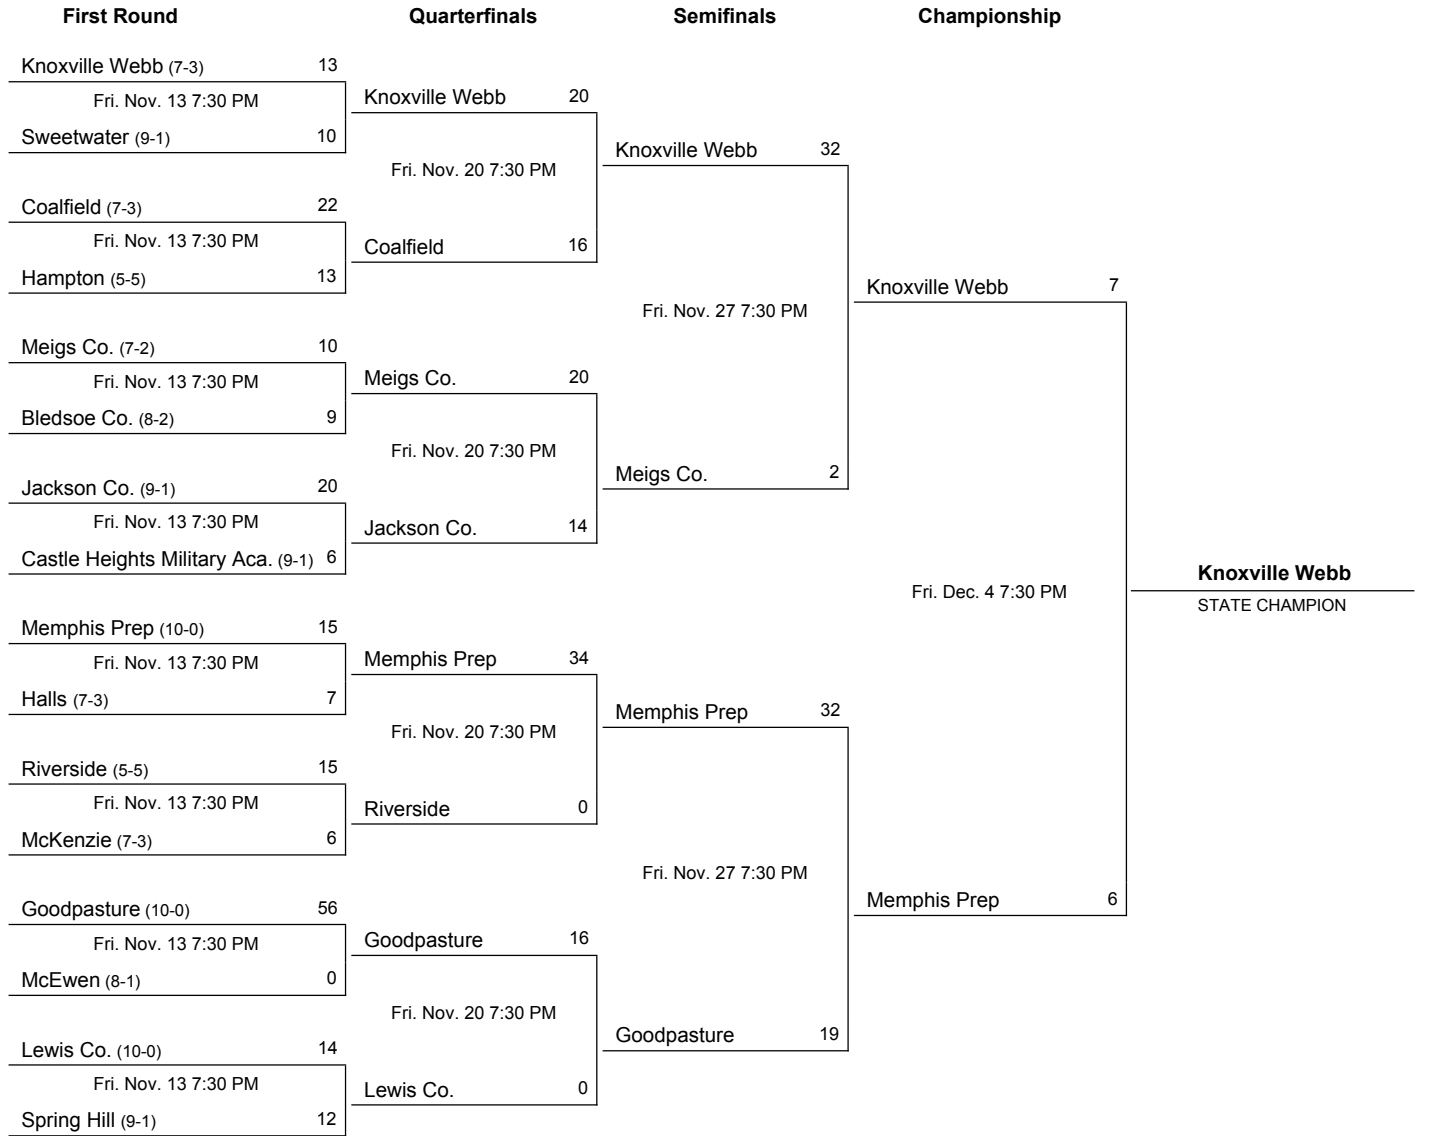 First Round Quarterfinals Semifinals Championship
Knoxville Webb (7-3) 13
Fri. Nov. 13 7:30 PM
Sweetwater (9-1) 10
Coalfield (7-3) 22
Fri. Nov. 13 7:30 PM
Hampton (5-5) 13
Meigs Co. (7-2) 10
Fri. Nov. 13 7:30 PM
Bledsoe Co. (8-2) 9
Jackson Co. (9-1) 20
Fri. Nov. 13 7:30 PM
Castle Heights Military Aca. (9-1) 6
Memphis Prep (10-0) 15
Fri. Nov. 13 7:30 PM
Halls (7-3) 7
Riverside (5-5) 15
Fri. Nov. 13 7:30 PM
McKenzie (7-3) 6
Goodpasture (10-0) 56
Fri. Nov. 13 7:30 PM
McEwen (8-1) 0
Lewis Co. (10-0) 14
Fri. Nov. 13 7:30 PM
Spring Hill (9-1) 12
Knoxville Webb 20
Fri. Nov. 20 7:30 PM
Coalfield 16
Meigs Co. 20
Fri. Nov. 20 7:30 PM
Jackson Co. 14
Memphis Prep 34
Fri. Nov. 20 7:30 PM
Riverside 0
Goodpasture 16
Fri. Nov. 20 7:30 PM
Lewis Co. 0
Knoxville Webb 32
Fri. Nov. 27 7:30 PM
Meigs Co. 2
Memphis Prep 32
Fri. Nov. 27 7:30 PM
Goodpasture 19
Knoxville Webb 7
Fri. Dec. 4 7:30 PM
Memphis Prep 6
Knoxville Webb
STATE CHAMPION